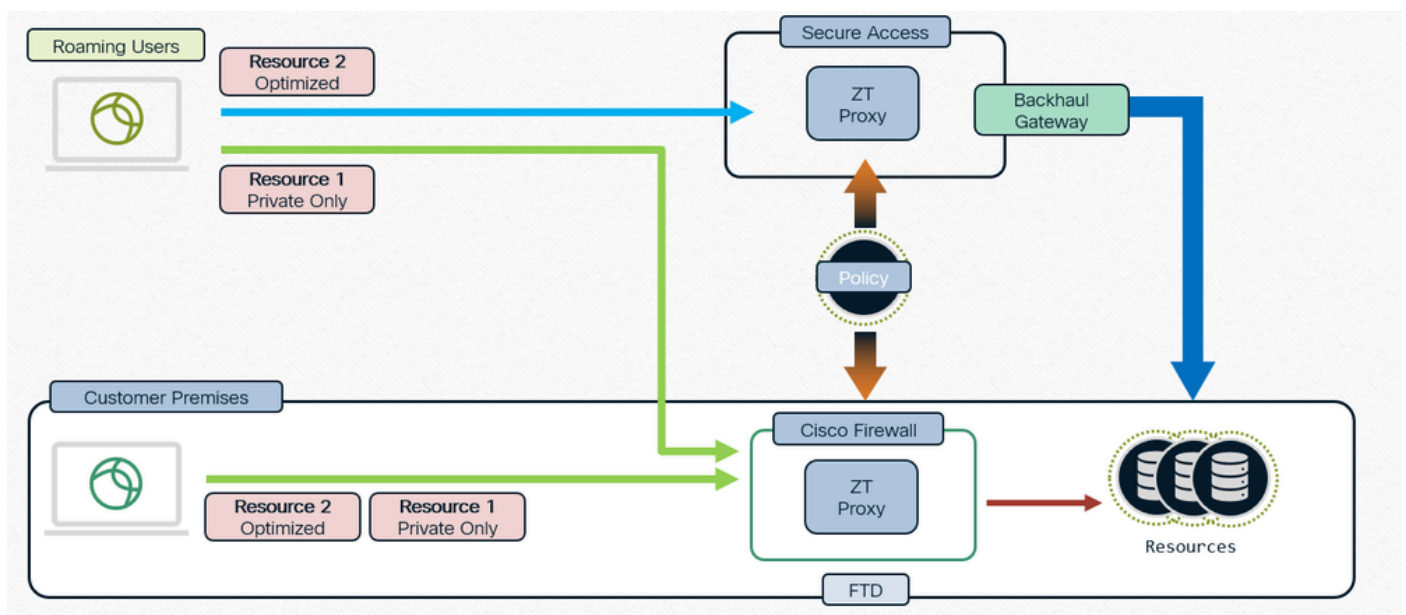 Roaming Users
Resource 2
Optimized
Resource 1
Private Only
Secure Access
ZT
Proxy
Backhaul
Gateway
Policy
Customer Premises
Resource 2
Optimized
Resource 1
Private Only
Cisco Firewall
ZT
Proxy
Resources
FTD